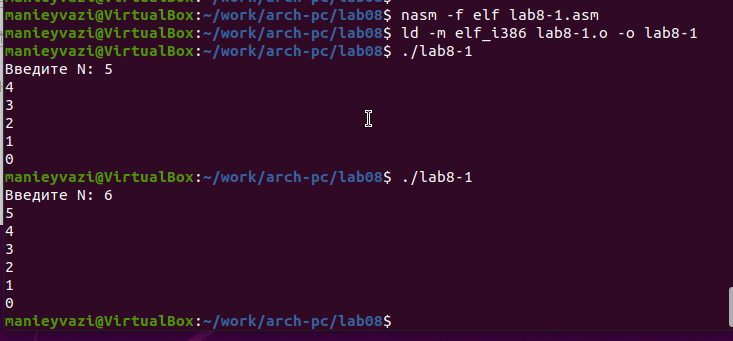 manieyvazi@VirtualBox:~/work/arch-pc/lab08$ nasm -f elf lab8-1.asm
manieyvazi@VirtualBox:~/work/arch-pc/lab08$ ld -m elf_i386 lab8-1.o -o lab8-1
manieyvazi@VirtualBox:~/work/arch-pc/lab08$ ./lab8-1
Введите N: 5
4
3
2
1
0
manieyvazi@VirtualBox:~/work/arch-pc/lab08$ ./lab8-1
Введите N: 6
5
4
3
2
1
0
manieyvazi@VirtualBox:~/work/arch-pc/lab08$